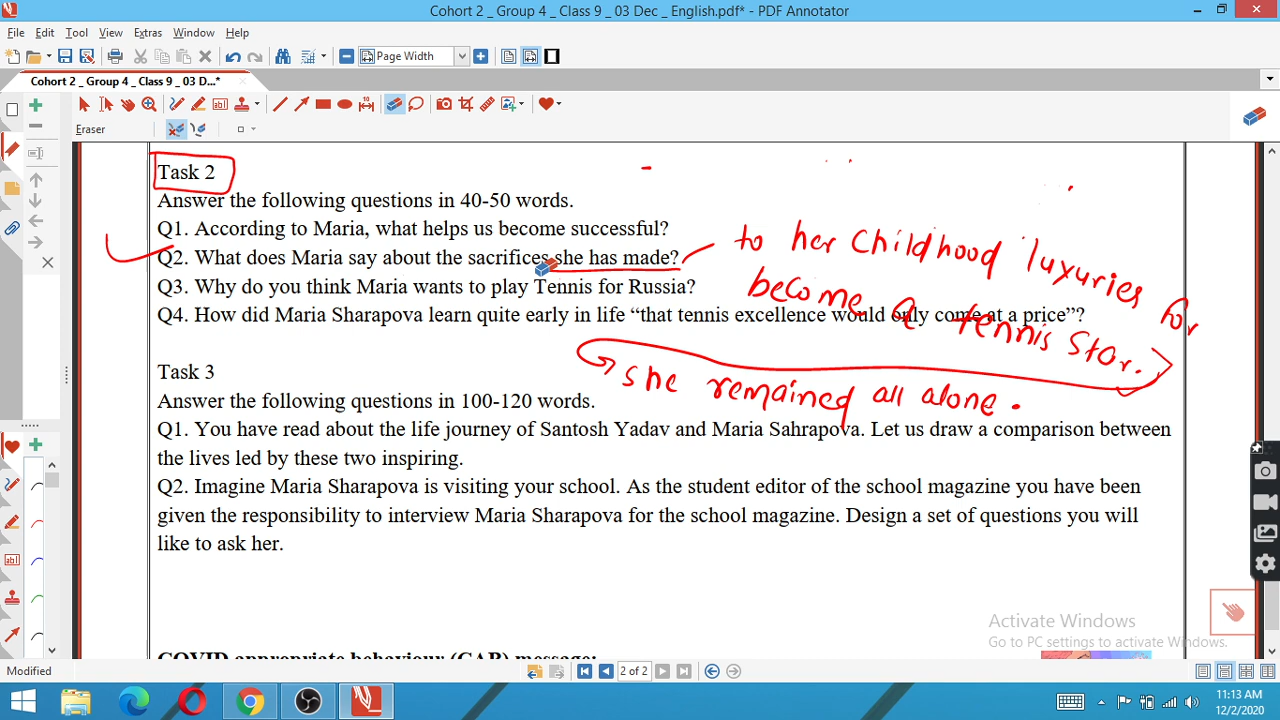 Cohort 2 _ Group 4 _ Class 9 _ 03 Dec _ English.pdf* - PDF Annotator
File Edit Tool View Extras Window Help
Page Width
Cohort 2 _ Group 4 _ Class 9 _ 03 D...*
Eraser
Task 2
Answer the following questions in 40-50 words.
Q1. According to Maria, what helps us become successful?
Q2. What does Maria say about the sacrifices she has made?
to her Childhood luxuries for
become a tennis star.
Q3. Why do you think Maria wants to play Tennis for Russia?
Q4. How did Maria Sharapova learn quite early in life “that tennis excellence would only come at a price”?
she remained all alone.
Task 3
Answer the following questions in 100-120 words.
Q1. You have read about the life journey of Santosh Yadav and Maria Sahrapova. Let us draw a comparison between
the lives led by these two inspiring.
Q2. Imagine Maria Sharapova is visiting your school. As the student editor of the school magazine you have been
given the responsibility to interview Maria Sharapova for the school magazine. Design a set of questions you will
like to ask her.
Activate Windows
Go to PC settings to activate Windows.
COVID appropriate behaviour (CAB) message:
Modified
2 of 2
11:13 AM
12/2/2020